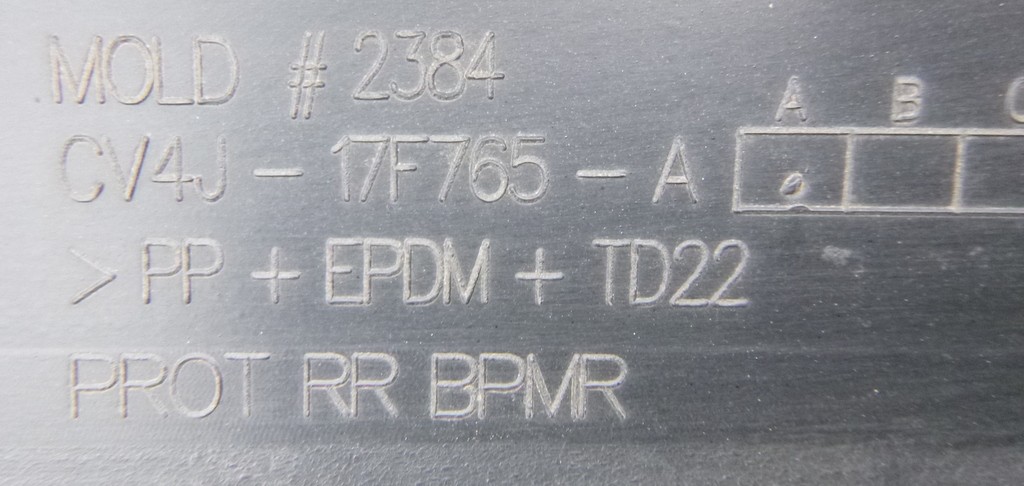 MOLD # 2384
CV4J - 17F765 - A
> PP + EPDM + TD22
PROT RR BPMR
A B C